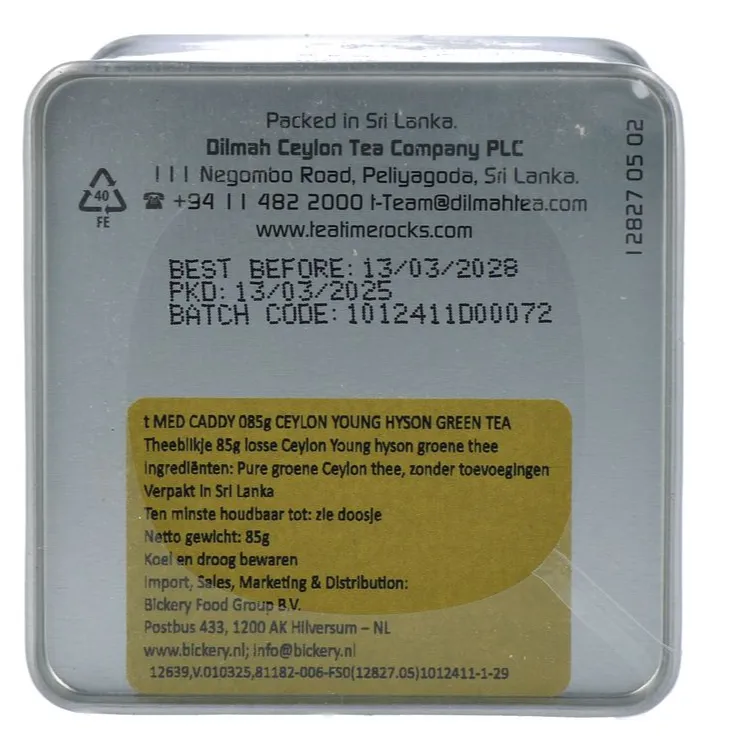 Packed in Sri Lanka.
Dilmah Ceylon Tea Company PLC
111 Negombo Road, Peliyagoda, Sri Lanka.
☎ +94 11 482 2000 t-Team@dilmahtea.com
www.teatimerocks.com
40
FE
12827 05 02
BEST BEFORE: 13/03/2028
PKD: 13/03/2025
BATCH CODE: 1012411D00072
t MED CADDY 085g CEYLON YOUNG HYSON GREEN TEA
Theeblikje 85g losse Ceylon Young hyson groene thee
Ingrediënten: Pure groene Ceylon thee, zonder toevoegingen
Verpakt in Sri Lanka
Ten minste houdbaar tot: zie doosje
Netto gewicht: 85g
Koel en droog bewaren
Import, Sales, Marketing & Distribution:
Bickery Food Group B.V.
Postbus 433, 1200 AK Hilversum – NL
www.bickery.nl; info@bickery.nl
12639,V.010325,81182-006-FS0(12827.05)1012411-1-29